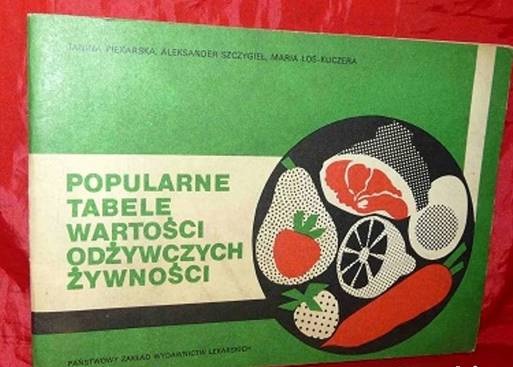 JANINA PIEKARSKA, ALEKSANDER SZCZYGIEŁ, MARIA ŁOŚ-KUCZERA
POPULARNE
TABELE
WARTOŚCI
ODŻYWCZYCH
ŻYWNOŚCI
PAŃSTWOWY ZAKŁAD WYDAWNICTW LEKARSKICH